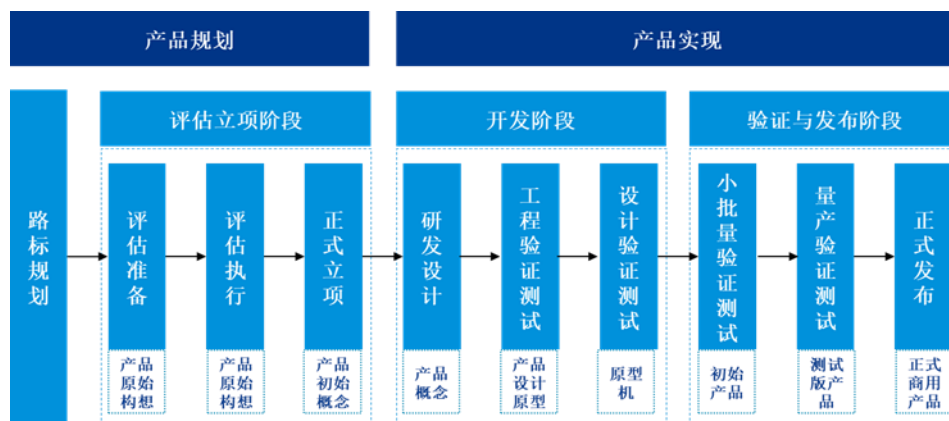 产品规划
产品实现
路标规划
评估立项阶段
开发阶段
验证与发布阶段
评估准备
评估执行
正式立项
研发设计
工程验证测试
设计验证测试
小批量验证测试
量产验证测试
正式发布
产品
原始
构想
产品
原始
构想
产品
初始
概念
产品
概念
产品
设计
原型
原型
机
初始
产品
测试
版产
品
正式
商用
产品